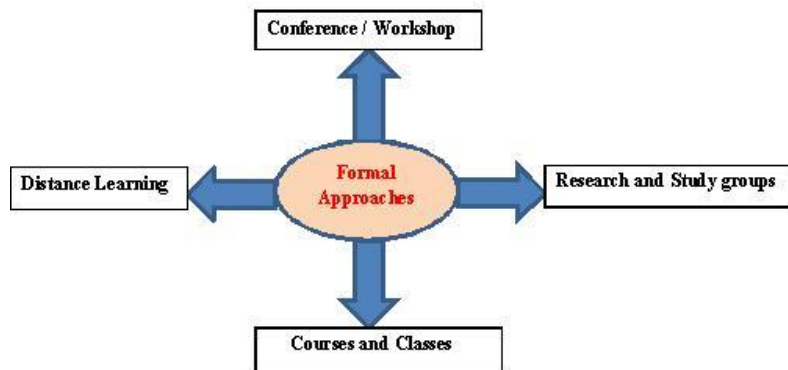 Conference / Workshop
Formal
Approaches
Distance Learning
Research and Study groups
Courses and Classes